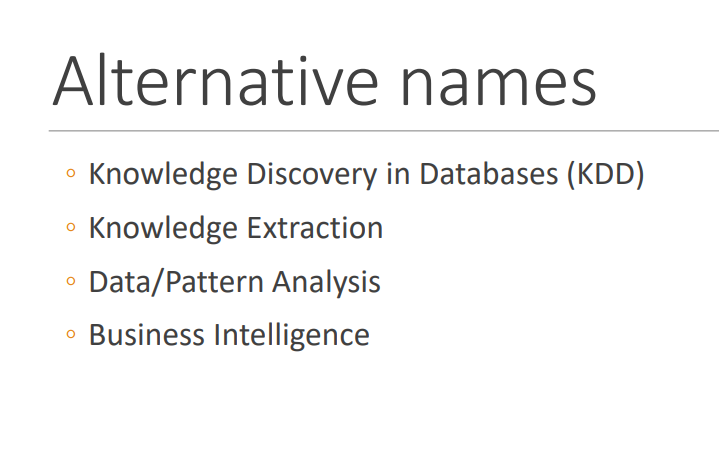 Alternative names
◦ Knowledge Discovery in Databases (KDD)
◦ Knowledge Extraction
◦ Data/Pattern Analysis
◦ Business Intelligence